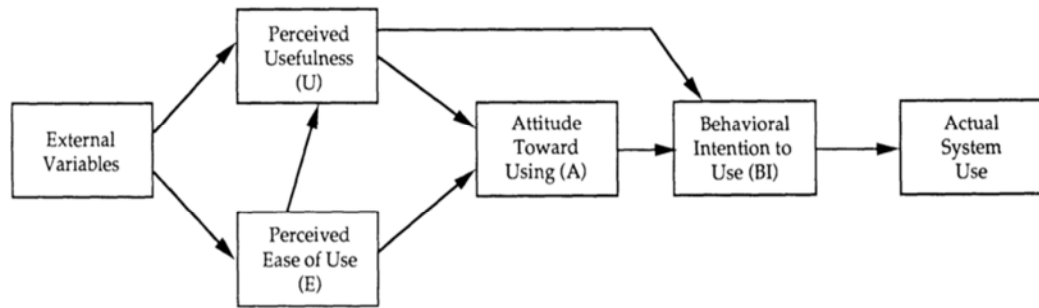 Perceived
Usefulness
(U)
External
Variables
Perceived
Ease of Use
(E)
Attitude
Toward
Using (A)
Behavioral
Intention to
Use (BI)
Actual
System
Use